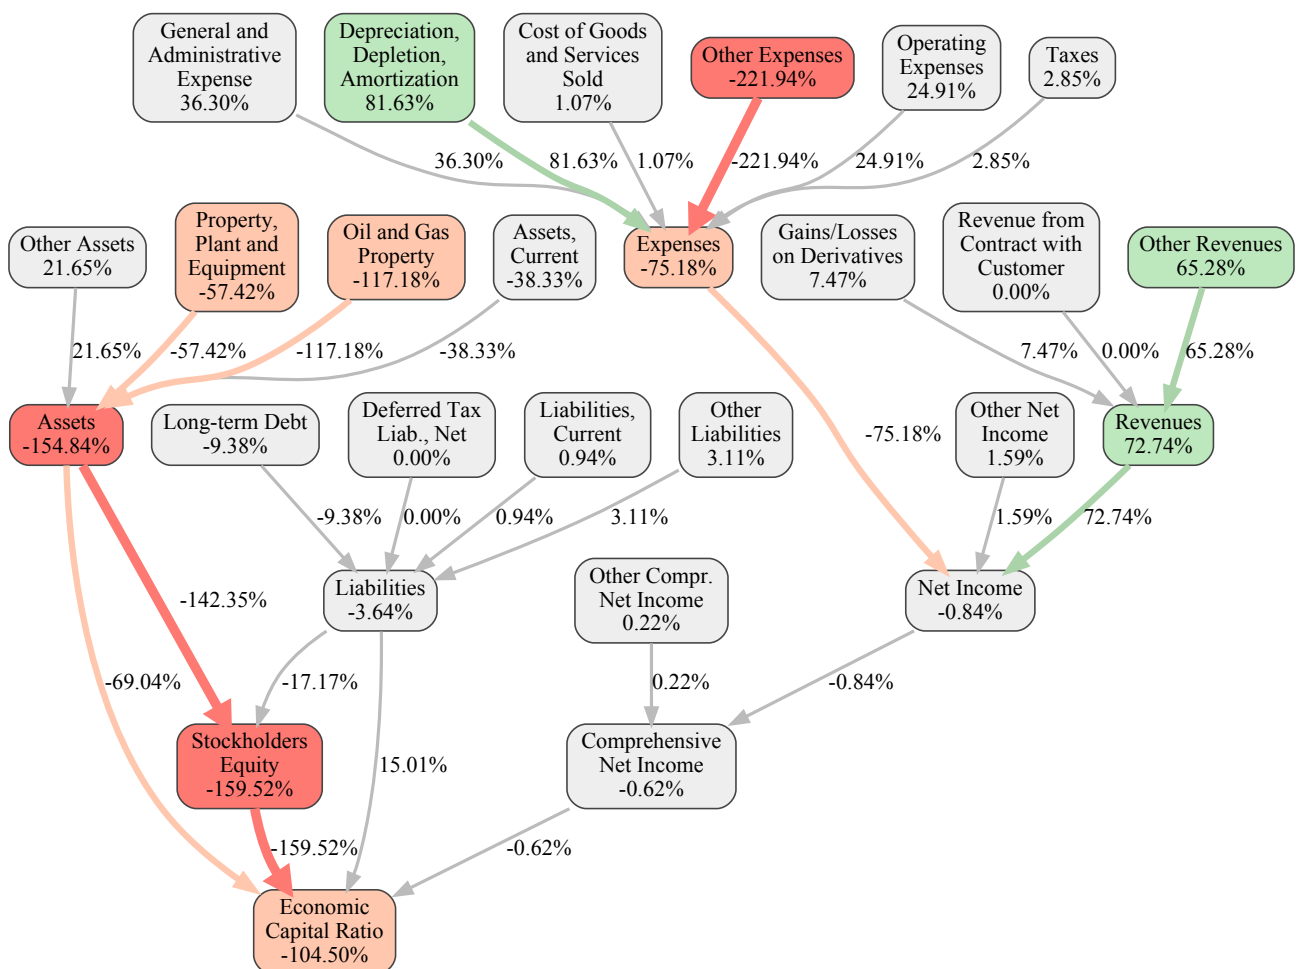 General and
Administrative
Expense
36.30%
Depreciation,
Depletion,
Amortization
81.63%
Cost of Goods
and Services
Sold
1.07%
Other Expenses
-221.94%
Operating
Expenses
24.91%
Taxes
2.85%
36.30%
81.63%
1.07%
-221.94%
24.91%
2.85%
Other Assets
21.65%
Property,
Plant and
Equipment
-57.42%
Oil and Gas
Property
-117.18%
Assets,
Current
-38.33%
Expenses
-75.18%
Gains/Losses
on Derivatives
7.47%
Revenue from
Contract with
Customer
0.00%
Other Revenues
65.28%
21.65%
-57.42%
-117.18%
-38.33%
7.47%
0.00%
65.28%
Assets
-154.84%
Long-term Debt
-9.38%
Deferred Tax
Liab., Net
0.00%
Liabilities,
Current
0.94%
Other
Liabilities
3.11%
-75.18%
Other Net
Income
1.59%
Revenues
72.74%
-9.38%
0.00%
0.94%
3.11%
1.59%
72.74%
-142.35%
Liabilities
-3.64%
Other Compr.
Net Income
0.22%
Net Income
-0.84%
-69.04%
-17.17%
0.22%
-0.84%
Stockholders
Equity
-159.52%
15.01%
Comprehensive
Net Income
-0.62%
-159.52%
-0.62%
Economic
Capital Ratio
-104.50%